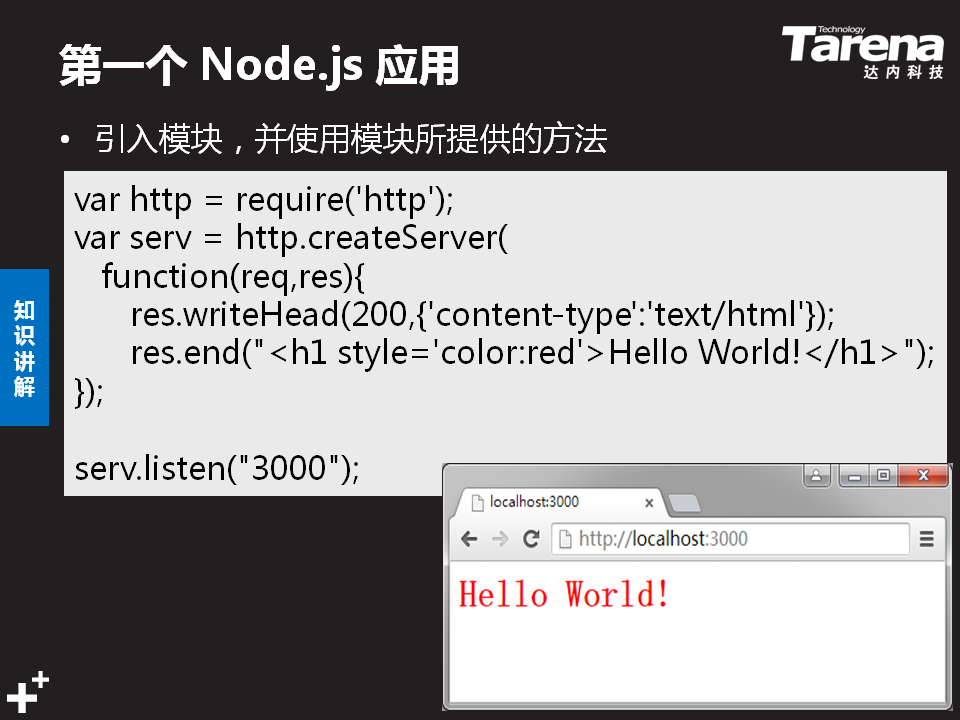 第一个 Node.js 应用
Technology
Tarena
达内科技
• 引入模块，并使用模块所提供的方法
var http = require('http');
var serv = http.createServer(
function(req,res){
res.writeHead(200,{'content-type':'text/html'});
res.end("<h1 style='color:red'>Hello World!</h1>");
});
serv.listen("3000");
知识讲解
localhost:3000
http://localhost:3000
Hello World!